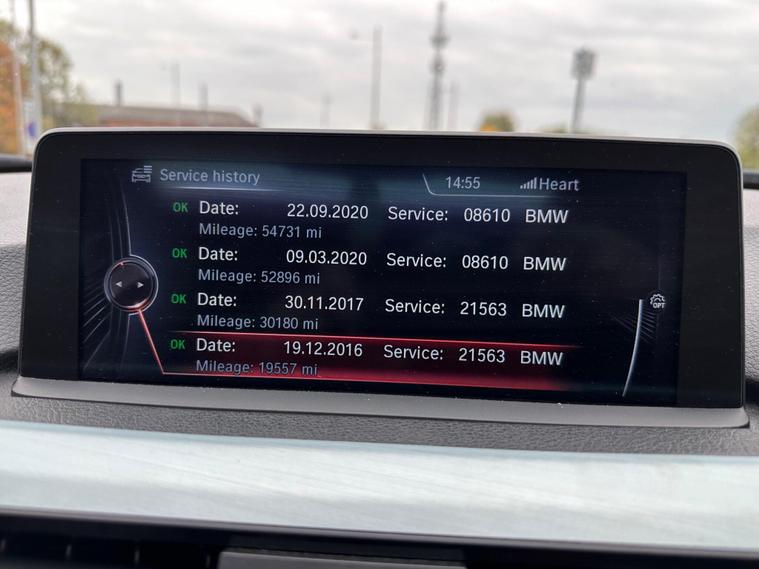 Service history
14:55 Heart
OK Date: 22.09.2020 Service: 08610 BMW
Mileage: 54731 mi
OK Date: 09.03.2020 Service: 08610 BMW
Mileage: 52896 mi
OK Date: 30.11.2017 Service: 21563 BMW
Mileage: 30180 mi
OK Date: 19.12.2016 Service: 21563 BMW
Mileage: 19557 mi
OPT